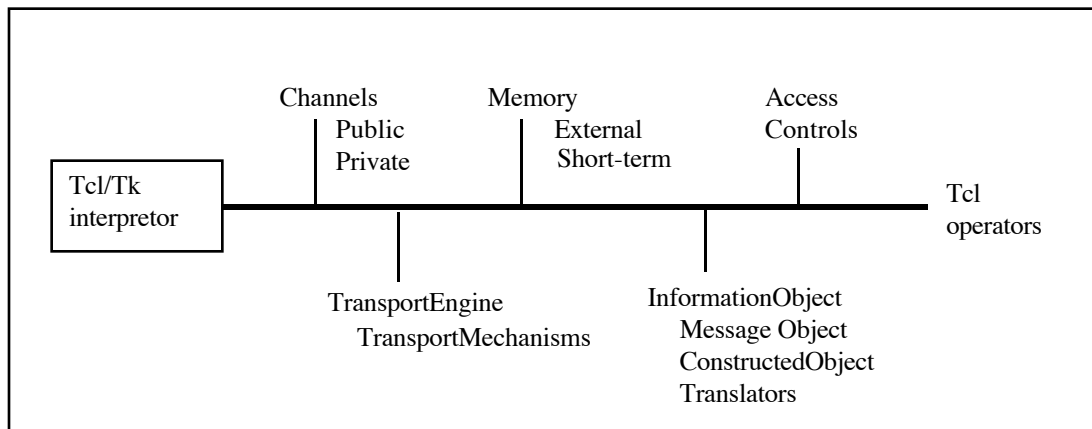 Channels
Public
Private
Memory
External
Short-term
Access
Controls
Tcl/Tk
interpretor
Tcl
operators
TransportEngine
TransportMechanisms
InformationObject
Message Object
ConstructedObject
Translators